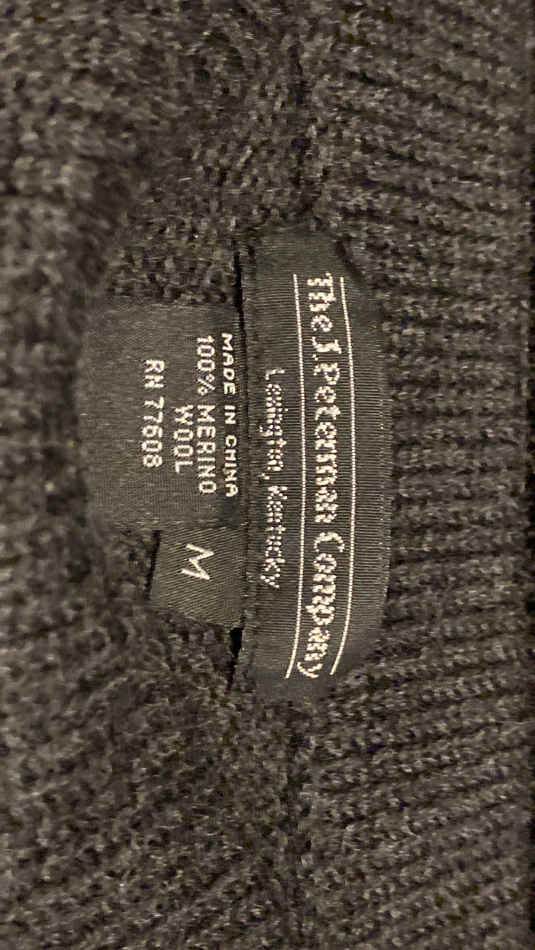 The J. Peterman Company
Lexington, Kentucky
MADE IN CHINA
100% MERINO
WOOL
RN 77608
M